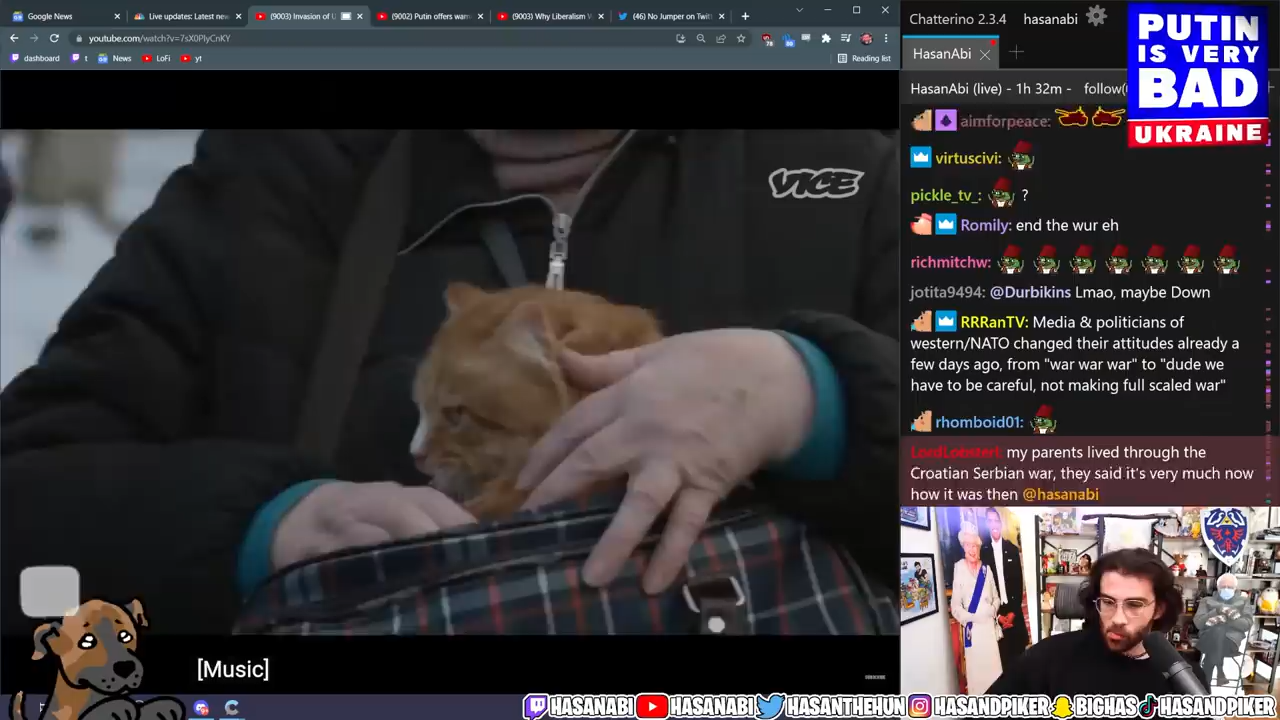 Google News
Live updates: Latest new
(9003) Invasion of U
(9002) Putin offers warn
(9003) Why Liberalism V
(46) No Jumper on Twitt
youtube.com/watch?v=7sX0PlyCnKY
dashboard
t
News
LoFi
yt
Reading list
Chatterino 2.3.4
hasanabi
HasanAbi
HasanAbi (live) - 1h 32m -
PUTIN
IS VERY
BAD
UKRAINE
aimforpeace:
virtuscivi:
pickle_tv_: ?
Romily: end the wur eh
richmitchw:
jotita9494: @Durbikins Lmao, maybe Down
RRRanTV: Media & politicians of
western/NATO changed their attitudes already a
few days ago, from "war war war" to "dude we
have to be careful, not making full scaled war"
rhomboid01:
LordLobsteri: my parents lived through the
Croatian Serbian war, they said it's very much now
how it was then @hasanabi
VICE
[Music]
HASANABI
HASANABI
HASANTHEHUN
HASANDPIKER
BIGHAS
HASANDPIKER